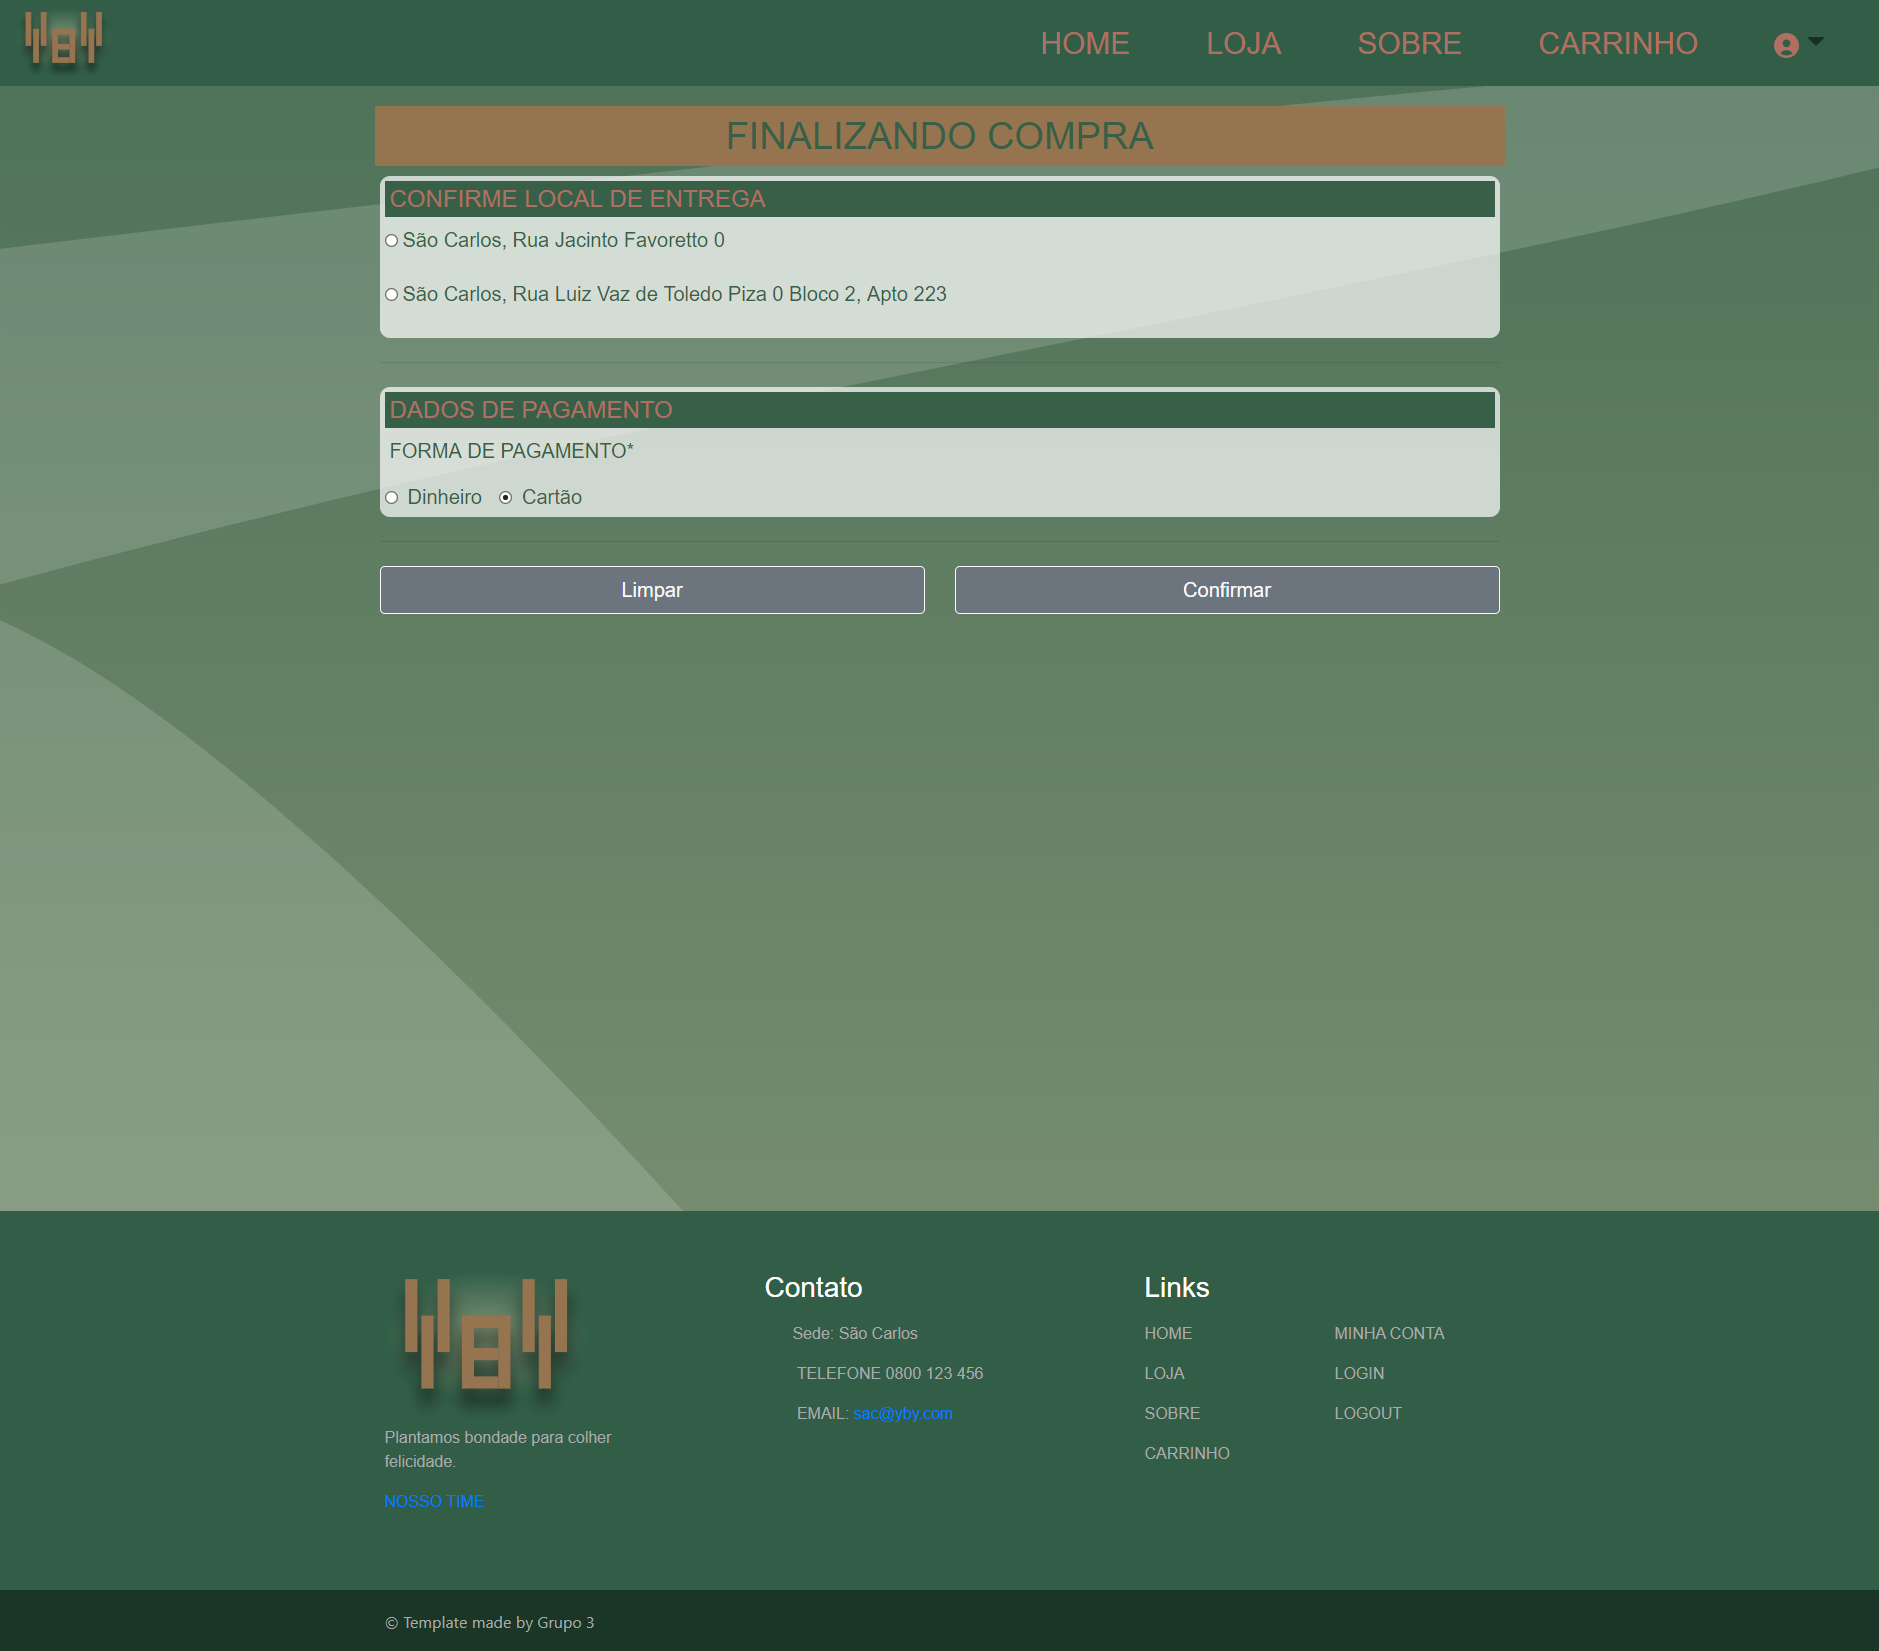 HOME
LOJA
SOBRE
CARRINHO
FINALIZANDO COMPRA
CONFIRME LOCAL DE ENTREGA
São Carlos, Rua Jacinto Favoretto 0
São Carlos, Rua Luiz Vaz de Toledo Piza 0 Bloco 2, Apto 223
DADOS DE PAGAMENTO
FORMA DE PAGAMENTO*
Dinheiro
Cartão
Limpar
Confirmar
Plantamos bondade para colher
felicidade.
NOSSO TIME
Contato
Sede: São Carlos
TELEFONE 0800 123 456
EMAIL: sac@yby.com
Links
HOME
LOJA
SOBRE
CARRINHO
MINHA CONTA
LOGIN
LOGOUT
© Template made by Grupo 3